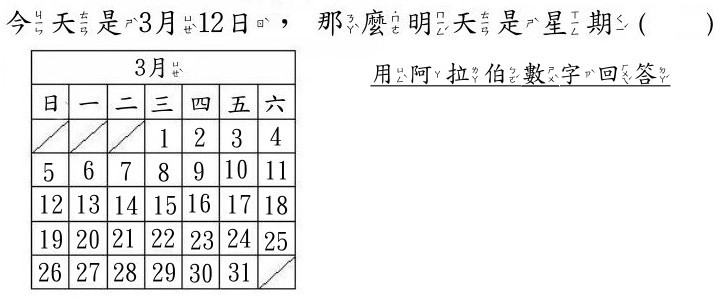 今天是3月12日， 那麼明天是星期(　　)
用阿拉伯數字回答
3月
日 一 二 三 四 五 六
1 2 3 4
5 6 7 8 9 10 11
12 13 14 15 16 17 18
19 20 21 22 23 24 25
26 27 28 29 30 31